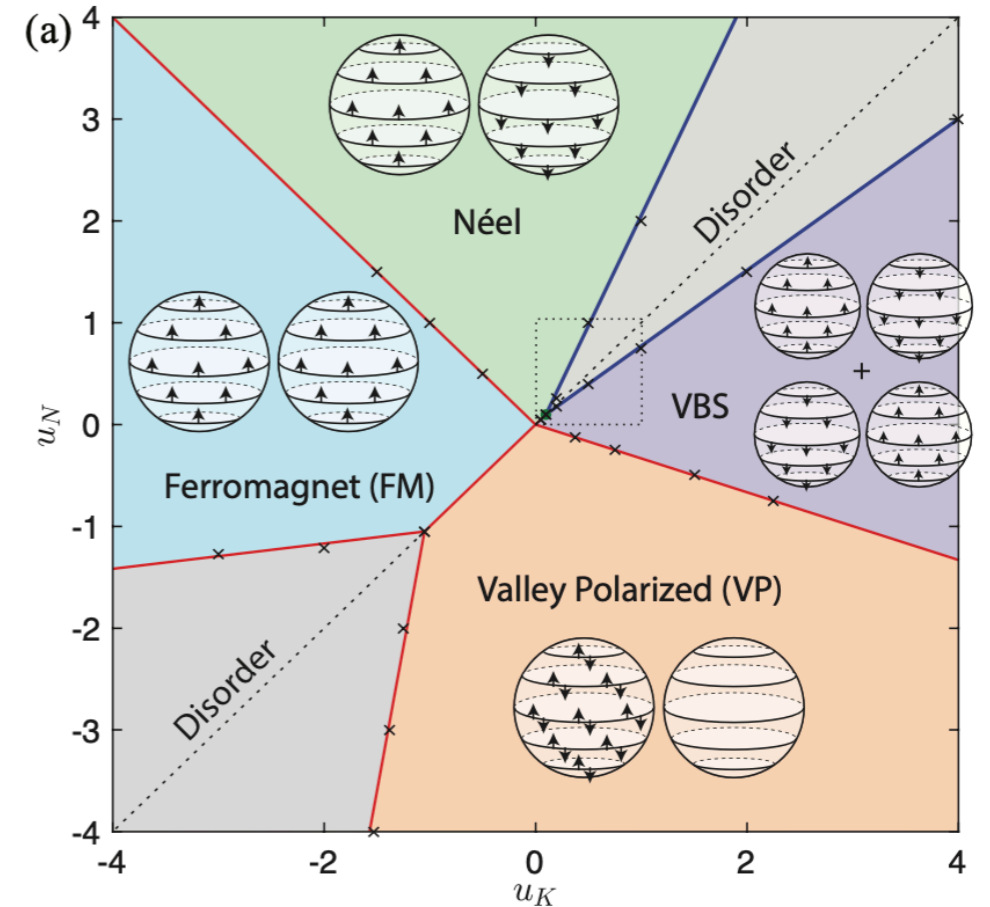 (a)
4
3
2
1
0
-1
-2
-3
-4
u_N
Néel
Disorder
VBS
+
Ferromagnet (FM)
Valley Polarized (VP)
Disorder
-4
-2
0
2
4
u_K